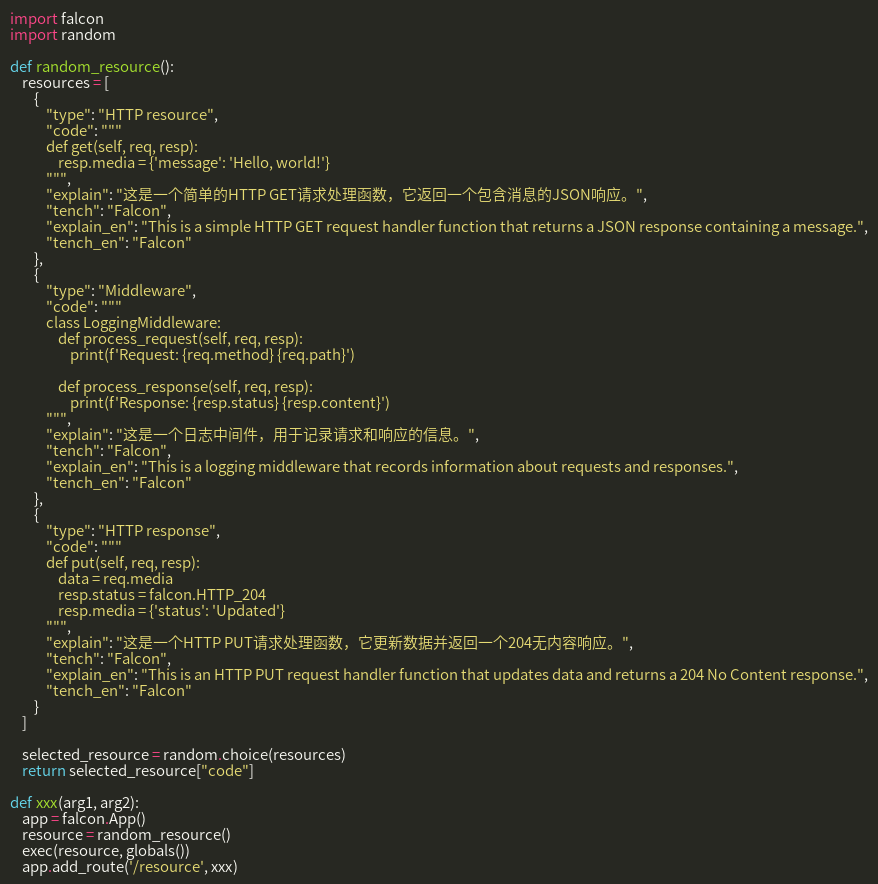 import falcon
import random

def random_resource():
    resources = [
        {
            "type": "HTTP resource",
            "code": """
            def get(self, req, resp):
                resp.media = {'message': 'Hello, world!'}
            """,
            "explain": "这是一个简单的HTTP GET请求处理函数，它返回一个包含消息的JSON响应。",
            "tench": "Falcon",
            "explain_en": "This is a simple HTTP GET request handler function that returns a JSON response containing a message.",
            "tench_en": "Falcon"
        },
        {
            "type": "Middleware",
            "code": """
            class LoggingMiddleware:
                def process_request(self, req, resp):
                    print(f'Request: {req.method} {req.path}')

                def process_response(self, req, resp):
                    print(f'Response: {resp.status} {resp.content}')
            """,
            "explain": "这是一个日志中间件，用于记录请求和响应的信息。",
            "tench": "Falcon",
            "explain_en": "This is a logging middleware that records information about requests and responses.",
            "tench_en": "Falcon"
        },
        {
            "type": "HTTP response",
            "code": """
            def put(self, req, resp):
                data = req.media
                resp.status = falcon.HTTP_204
                resp.media = {'status': 'Updated'}
            """,
            "explain": "这是一个HTTP PUT请求处理函数，它更新数据并返回一个204无内容响应。",
            "tench": "Falcon",
            "explain_en": "This is an HTTP PUT request handler function that updates data and returns a 204 No Content response.",
            "tench_en": "Falcon"
        }
    ]

    selected_resource = random.choice(resources)
    return selected_resource["code"]

def xxx(arg1, arg2):
    app = falcon.App()
    resource = random_resource()
    exec(resource, globals())
    app.add_route('/resource', xxx)